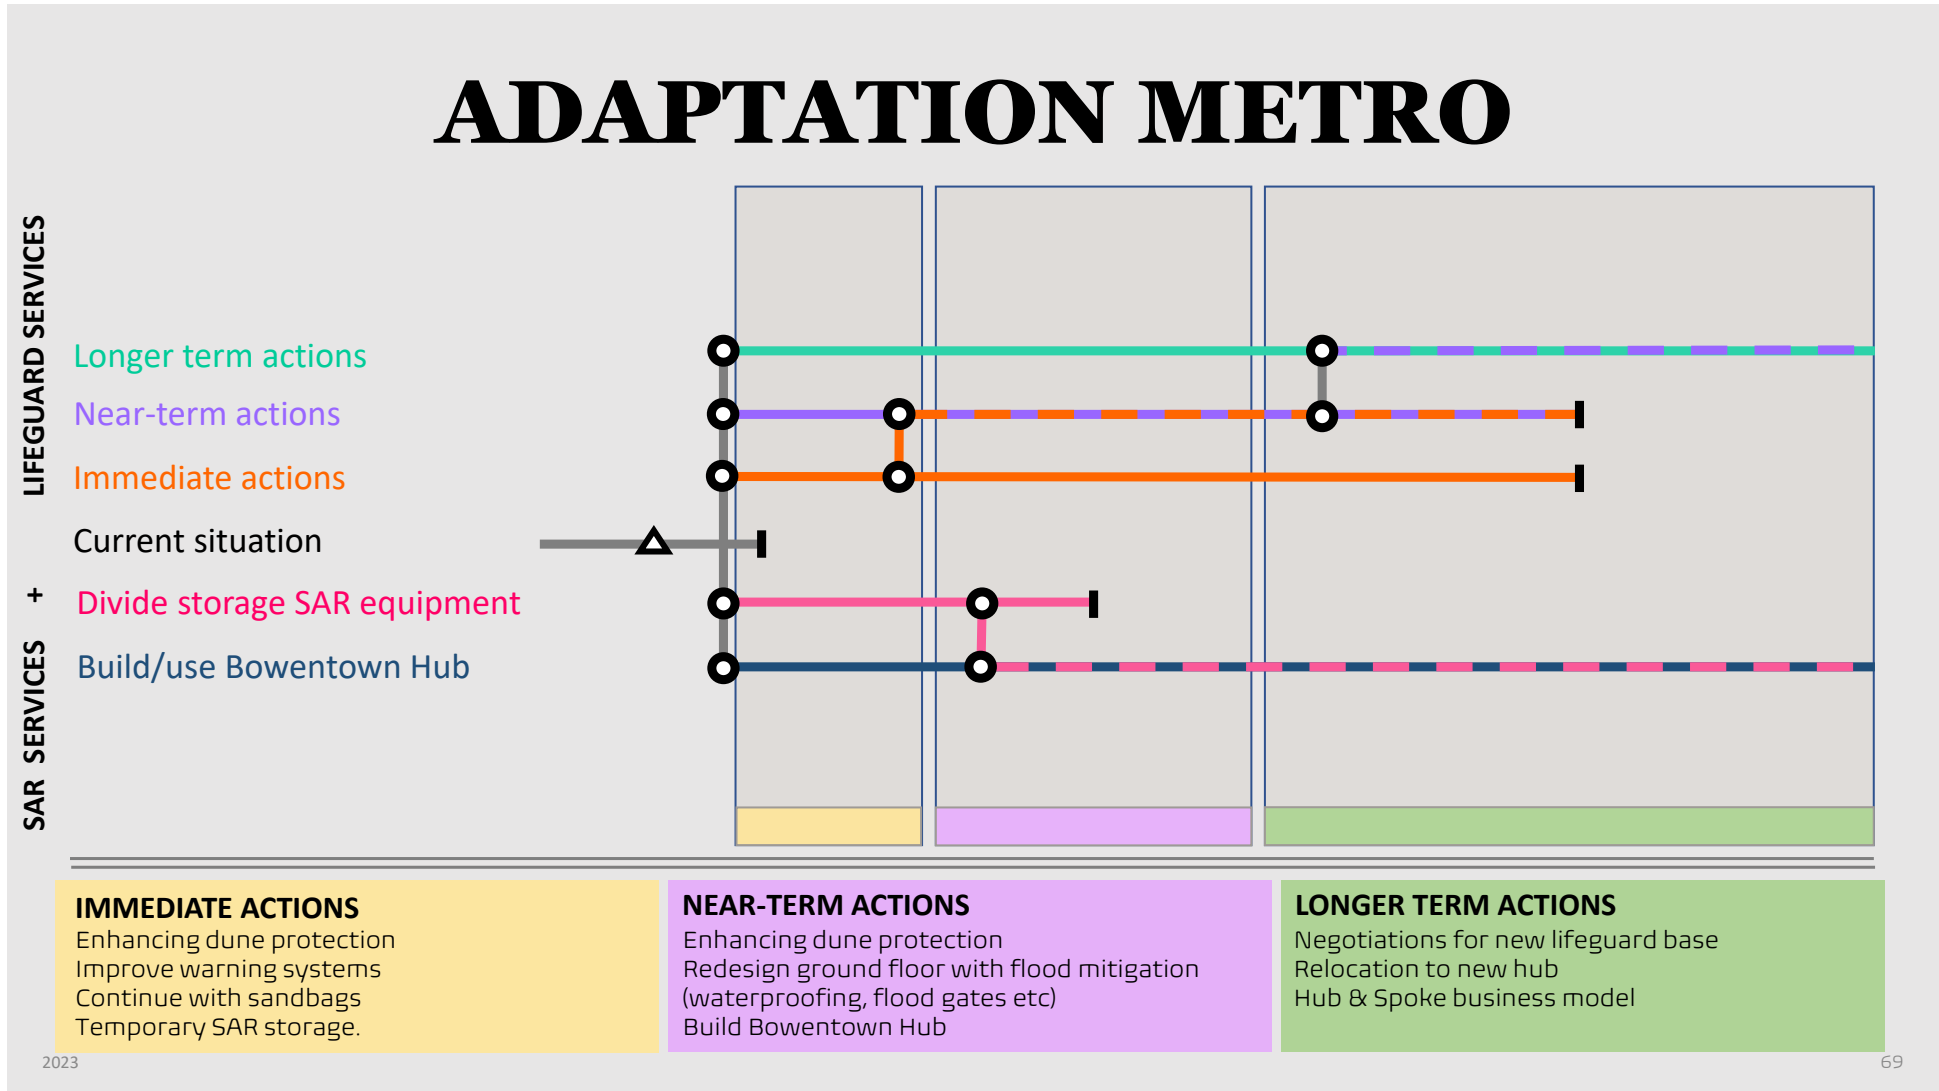 ADAPTATION METRO
LIFEGUARD SERVICES
+
SAR SERVICES
Longer term actions
Near-term actions
Immediate actions
Current situation
Divide storage SAR equipment
Build/use Bowentown Hub
IMMEDIATE ACTIONS
Enhancing dune protection
Improve warning systems
Continue with sandbags
Temporary SAR storage.
NEAR-TERM ACTIONS
Enhancing dune protection
Redesign ground floor with flood mitigation
(waterproofing, flood gates etc)
Build Bowentown Hub
LONGER TERM ACTIONS
Negotiations for new lifeguard base
Relocation to new hub
Hub & Spoke business model
2023
69